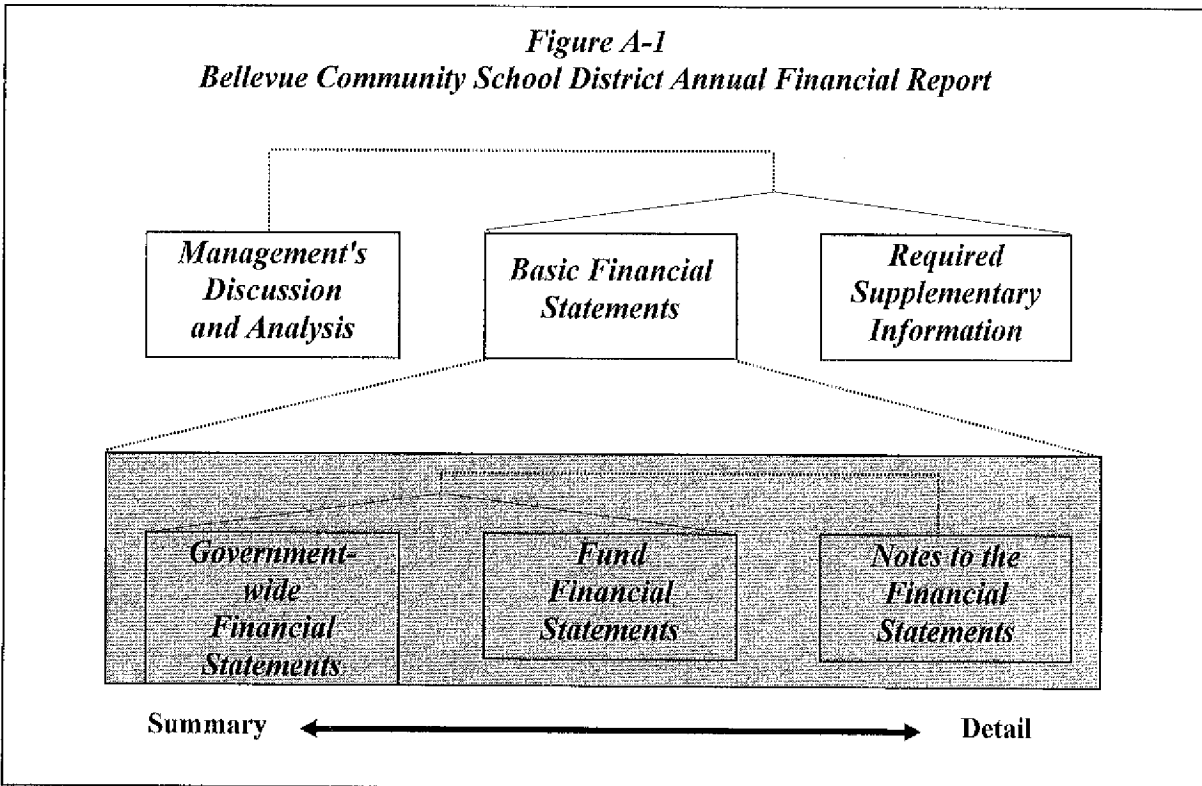 Figure A-1
Bellevue Community School District Annual Financial Report
Management's
Discussion
and Analysis
Basic Financial
Statements
Required
Supplementary
Information
Government-
wide
Financial
Statements
Fund
Financial
Statements
Notes to the
Financial
Statements
Summary
Detail